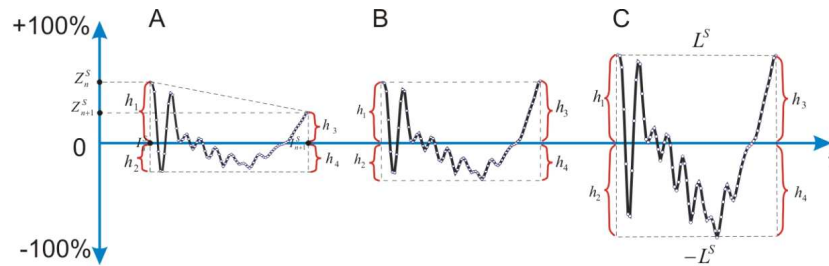 +100%
A
B
C
L^S
Z_n^S
h_1
h_1
h_3
h_1
h_3
Z_{n+1}^S
h_3
0
h_2
h_4
h_2
h_4
h_2
h_4
-100%
-L^S